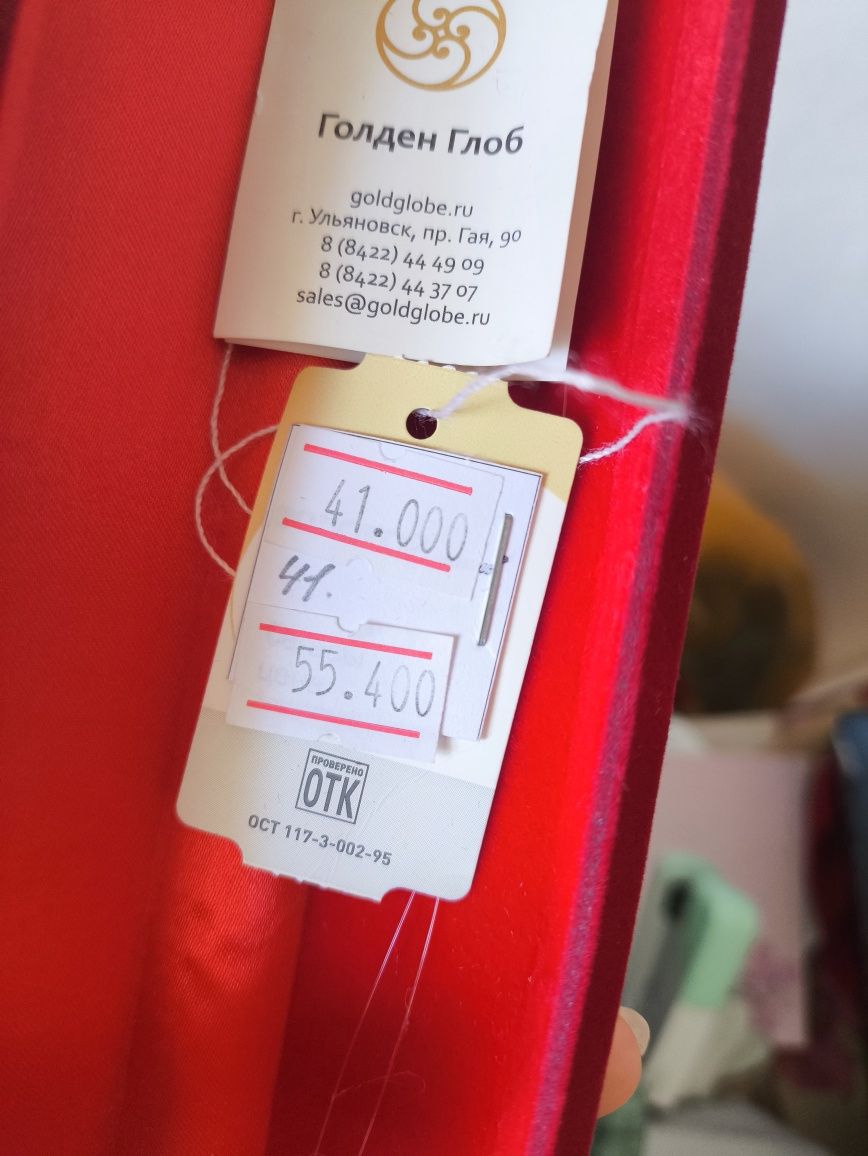 Голден Глоб
goldglobe.ru
г. Ульяновск, пр. Гая, 90
8 (8422) 44 49 09
8 (8422) 44 37 07
sales@goldglobe.ru
41.000
41.
55.400
ПРОВЕРЕНО
ОТК
ОСТ 117-3-002-95